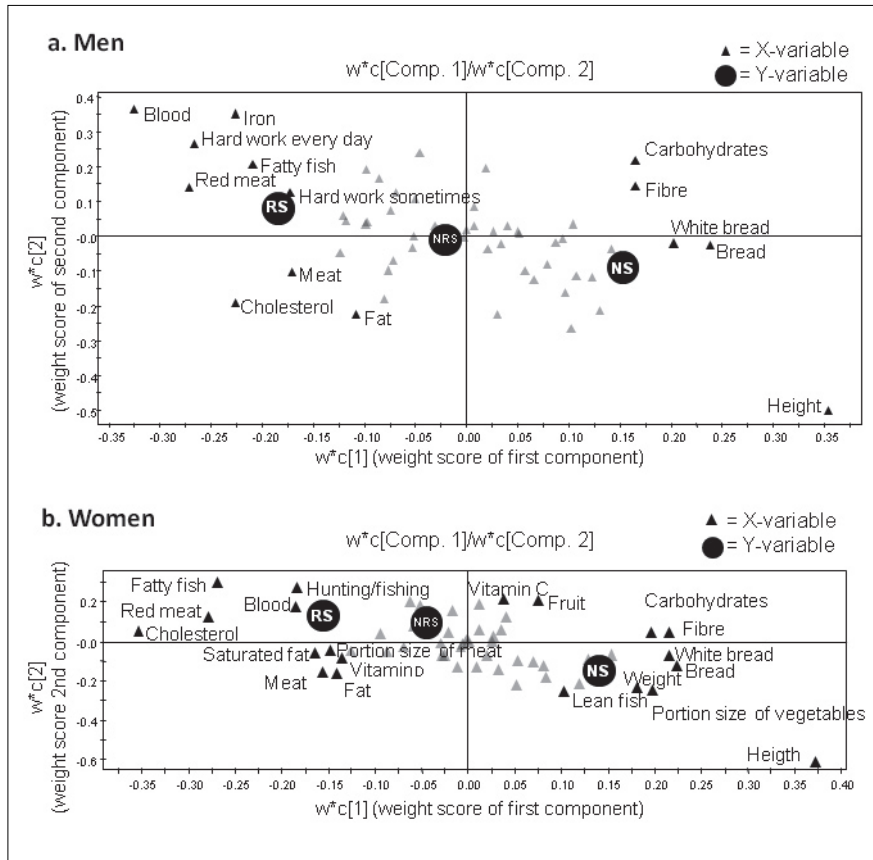 a. Men
w*c[Comp. 1]/w*c[Comp. 2]
▲ = X-variable
● = Y-variable
w*c[2]
(weight score of second component)
0.4
0.3
0.2
0.1
-0.0
-0.1
-0.2
-0.3
-0.4
-0.5
Blood
Iron
Hard work every day
Fatty fish
Red meat
Hard work sometimes
RS
NRS
NS
Carbohydrates
Fibre
White bread
Bread
Meat
Cholesterol
Fat
Height
-0.35 -0.30 -0.25 -0.20 -0.15 -0.10 -0.05 0.00 0.05 0.10 0.15 0.20 0.25 0.30 0.35
w*c[1] (weight score of first component)
b. Women
w*c[Comp. 1]/w*c[Comp. 2]
▲ = X-variable
● = Y-variable
w*c[2]
(weight score 2nd component)
0.2
-0.0
-0.2
-0.4
-0.6
Fatty fish
Hunting/fishing
Vitamin C
Fruit
Carbohydrates
Red meat
Blood
RS
NRS
Cholesterol
Fibre
Saturated fat
Portion size of meat
White bread
Meat
Vitamin D
Fat
NS
Weight
Bread
Lean fish
Portion size of vegetables
Heigth
-0.35 -0.30 -0.25 -0.20 -0.15 -0.10 -0.05 -0.00 0.05 0.10 0.15 0.20 0.25 0.30 0.35 0.40
w*c[1] (weight score of first component)